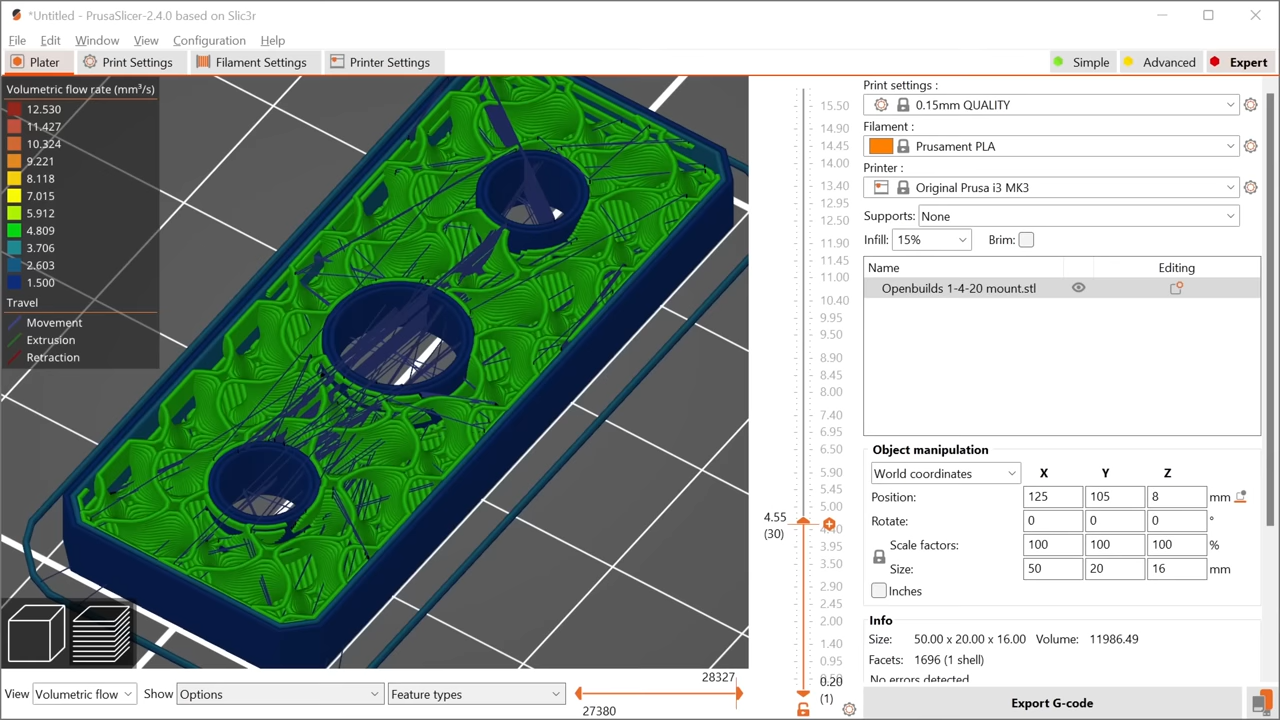 *Untitled - PrusaSlicer-2.4.0 based on Slic3r
File Edit Window View Configuration Help
Plater Print Settings Filament Settings Printer Settings Simple Advanced Expert
Volumetric flow rate (mm³/s)
12.530
11.427
10.324
9.221
8.118
7.015
5.912
4.809
3.706
2.603
1.500
Travel
Movement
Extrusion
Retraction
15.50
14.90
14.45
14.00
13.40
12.95
12.50
11.90
11.45
11.00
10.40
9.95
9.50
8.90
8.45
8.00
7.40
6.95
6.50
5.90
5.45
5.00
4.55
(30)
4.40
3.95
3.50
2.90
2.45
2.00
1.40
0.95
0.20
(1)
Print settings :
0.15mm QUALITY
Filament :
Prusament PLA
Printer :
Original Prusa i3 MK3
Supports: None
Infill: 15% Brim:
Name Editing
Openbuilds 1-4-20 mount.stl
Object manipulation
World coordinates X Y Z
Position: 125 105 8 mm
Rotate: 0 0 0 °
Scale factors: 100 100 100 %
Size: 50 20 16 mm
Inches
Info
Size: 50.00 x 20.00 x 16.00 Volume: 11986.49
Facets: 1696 (1 shell)
No errors detected
View Volumetric flow Show Options Feature types
28327
27380
Export G-code